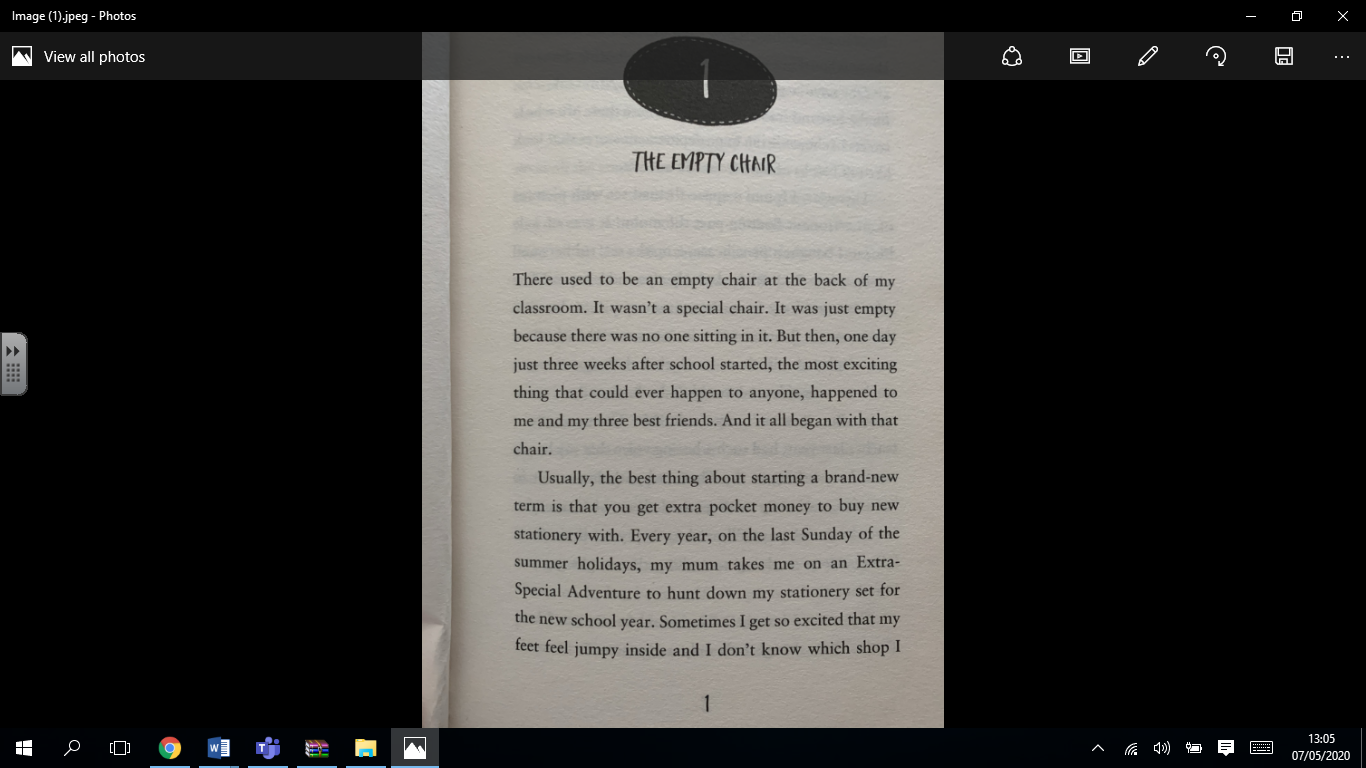 Image (1).jpeg - Photos
View all photos
1
THE EMPTY CHAIR
There used to be an empty chair at the back of my
classroom. It wasn't a special chair. It was just empty
because there was no one sitting in it. But then, one day
just three weeks after school started, the most exciting
thing that could ever happen to anyone, happened to
me and my three best friends. And it all began with that
chair.
Usually, the best thing about starting a brand-new
term is that you get extra pocket money to buy new
stationery with. Every year, on the last Sunday of the
summer holidays, my mum takes me on an Extra-
Special Adventure to hunt down my stationery set for
the new school year. Sometimes I get so excited that my
feet feel jumpy inside and I don't know which shop I
1
13:05
07/05/2020